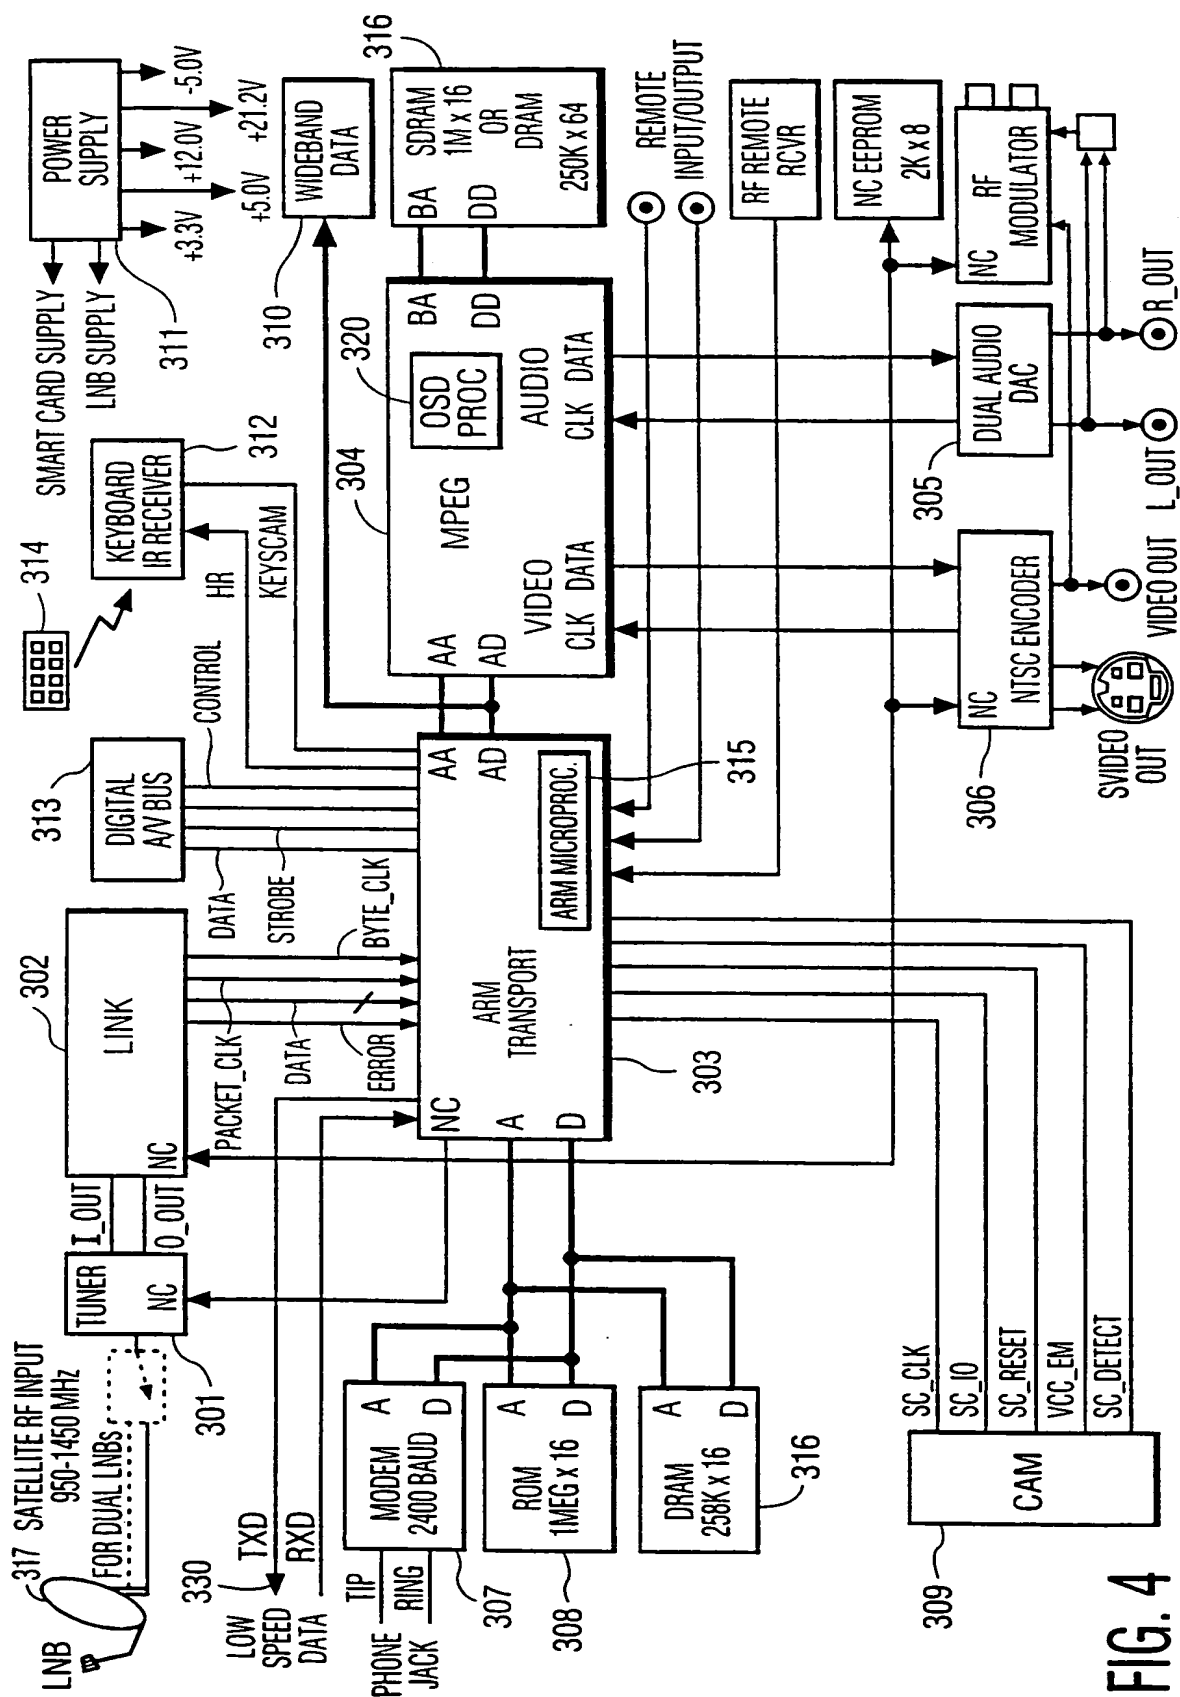 317 SATELLITE RF INPUT
950-1450 MHz
LNB
FOR DUAL LNBs
301
TUNER
NC
I_OUT
O_OUT
302
LINK
NC
PACKET_CLK
DATA
ERROR
BYTE_CLK
313
DIGITAL
A/V BUS
DATA
STROBE
CONTROL
314
KEYBOARD
IR RECEIVER
312
HR
KEYSCAM
SMART CARD SUPPLY
LNB SUPPLY
311
POWER
SUPPLY
+3.3V
+5.0V
+12.0V
+21.2V
-5.0V
330
LOW
SPEED
DATA
TXD
RXD
310
WIDEBAND
DATA
PHONE
JACK
TIP
RING
MODEM
2400 BAUD
A
D
307
ROM
1MEG x 16
A
D
308
DRAM
258K x 16
A
D
316
NC
A
D
ARM
TRANSPORT
303
AA
AD
ARM MICROPROC.
315
304
MPEG
AA
AD
VIDEO
CLK DATA
OSD
PROC
320
AUDIO
CLK DATA
BA
DD
BA
DD
SDRAM
1M x 16
OR
DRAM
250K x 64
316
REMOTE
INPUT/OUTPUT
RF REMOTE
RCVR
NC EEPROM
2K x 8
309
CAM
SC_CLK
SC_IO
SC_RESET
VCC_EM
SC_DETECT
306
NC
NTSC ENCODER
SVIDEO
OUT
VIDEO OUT
305
DUAL AUDIO
DAC
L_OUT
R_OUT
NC
RF
MODULATOR
FIG. 4